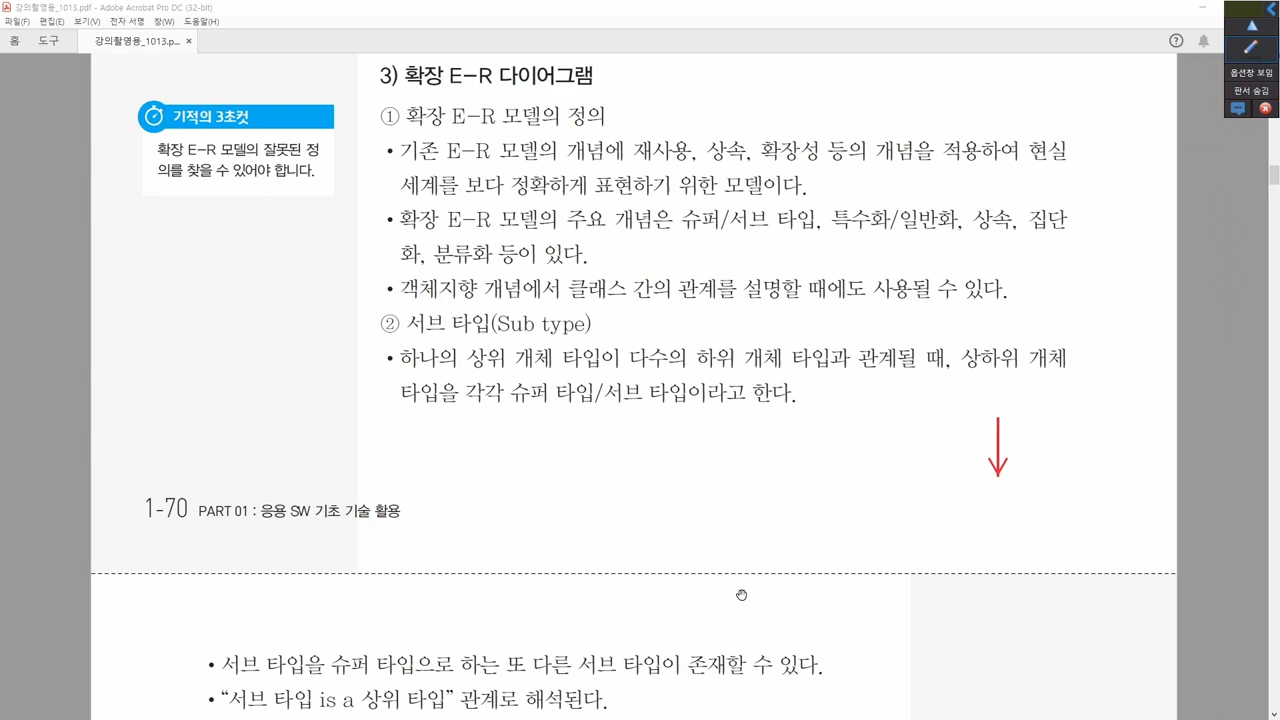 강의촬영용_1013.pdf - Adobe Acrobat Pro DC (32-bit)
파일(F) 편집(E) 보기(V) 전자 서명 창(W) 도움말(H)
홈 도구 강의촬영용_1013.p... ×
옵션창 보임
판서 숨김
기적의 3초컷
확장 E-R 모델의 잘못된 정
의를 찾을 수 있어야 합니다.
3) 확장 E-R 다이어그램
① 확장 E-R 모델의 정의
• 기존 E-R 모델의 개념에 재사용, 상속, 확장성 등의 개념을 적용하여 현실
세계를 보다 정확하게 표현하기 위한 모델이다.
• 확장 E-R 모델의 주요 개념은 슈퍼/서브 타입, 특수화/일반화, 상속, 집단
화, 분류화 등이 있다.
• 객체지향 개념에서 클래스 간의 관계를 설명할 때에도 사용될 수 있다.
② 서브 타입(Sub type)
• 하나의 상위 개체 타입이 다수의 하위 개체 타입과 관계될 때, 상하위 개체
타입을 각각 슈퍼 타입/서브 타입이라고 한다.
1-70 PART 01 : 응용 SW 기초 기술 활용
• 서브 타입을 슈퍼 타입으로 하는 또 다른 서브 타입이 존재할 수 있다.
• “서브 타입 is a 상위 타입” 관계로 해석된다.